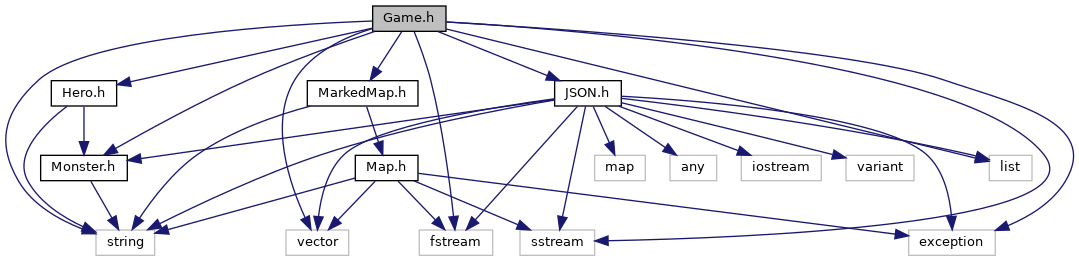 Game.h
Hero.h
MarkedMap.h
JSON.h
Monster.h
Map.h
map
any
iostream
variant
list
string
vector
fstream
sstream
exception